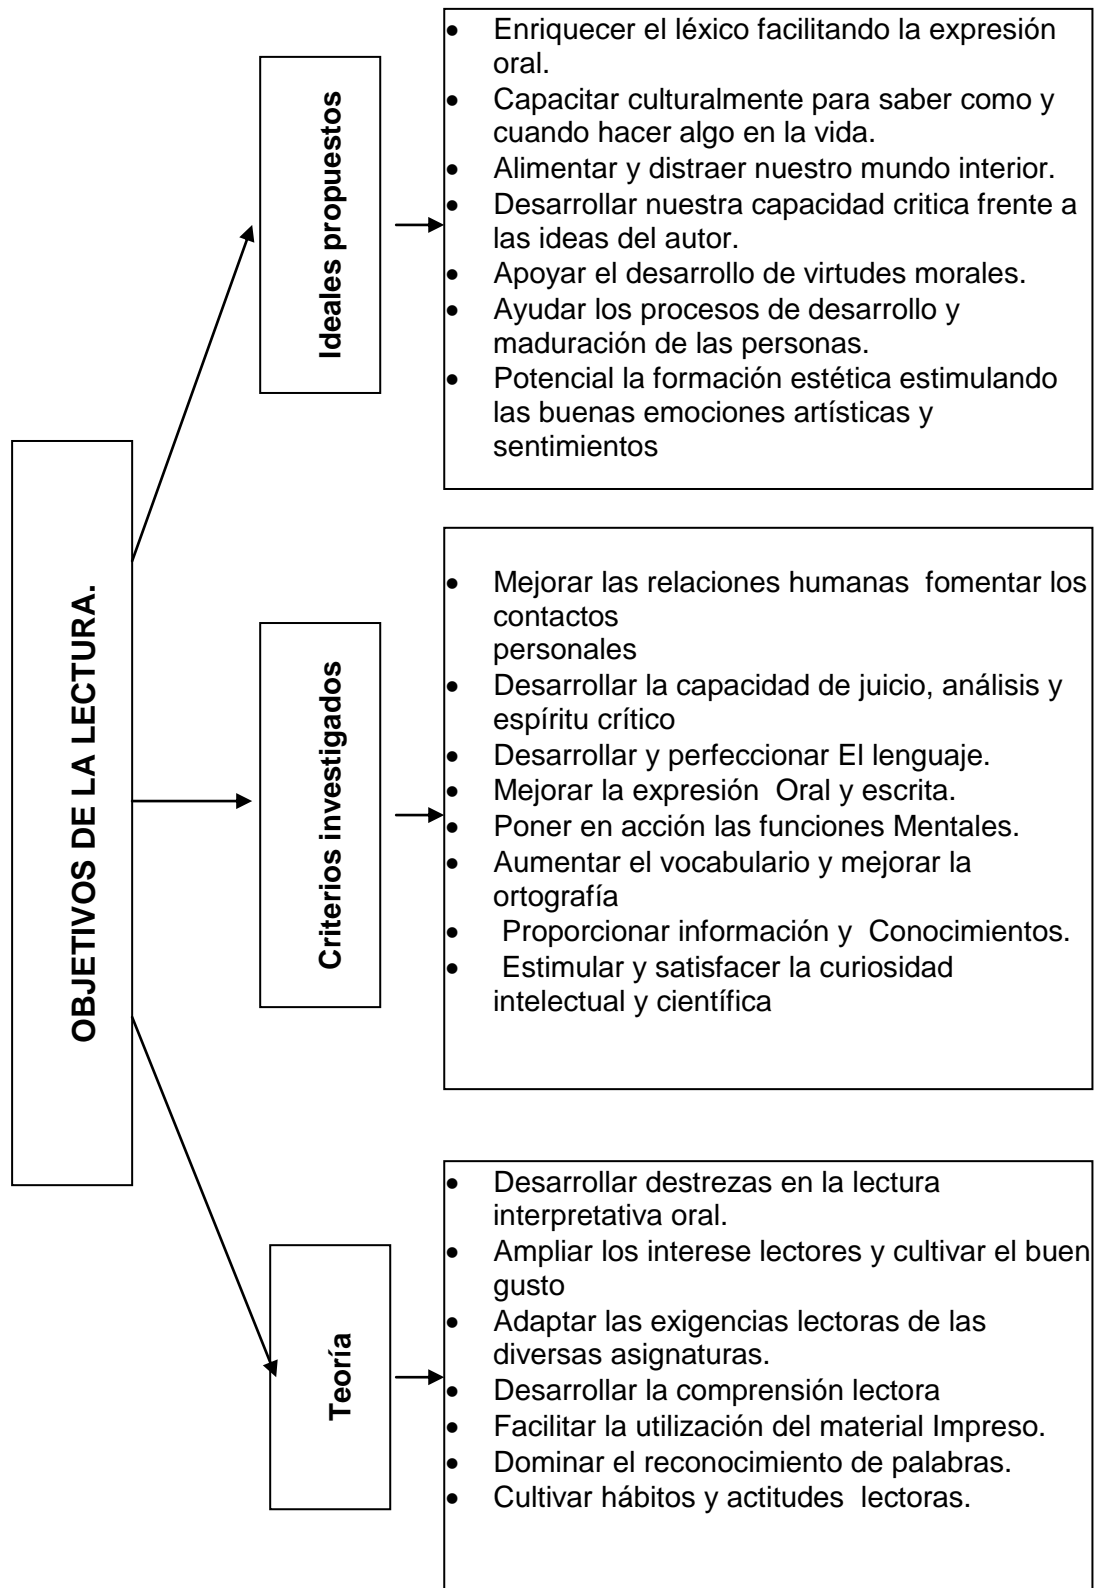 OBJETIVOS DE LA LECTURA.
Ideales propuestos
• Enriquecer el léxico facilitando la expresión
oral.
• Capacitar culturalmente para saber como y
cuando hacer algo en la vida.
• Alimentar y distraer nuestro mundo interior.
• Desarrollar nuestra capacidad critica frente a
las ideas del autor.
• Apoyar el desarrollo de virtudes morales.
• Ayudar los procesos de desarrollo y
maduración de las personas.
• Potencial la formación estética estimulando
las buenas emociones artísticas y
sentimientos
Criterios investigados
• Mejorar las relaciones humanas  fomentar los
contactos
personales
• Desarrollar la capacidad de juicio, análisis y
espíritu crítico
• Desarrollar y perfeccionar El lenguaje.
• Mejorar la expresión  Oral y escrita.
• Poner en acción las funciones Mentales.
• Aumentar el vocabulario y mejorar la
ortografía
• Proporcionar información y  Conocimientos.
• Estimular y satisfacer la curiosidad
intelectual y científica
Teoría
• Desarrollar destrezas en la lectura
interpretativa oral.
• Ampliar los interese lectores y cultivar el buen
gusto
• Adaptar las exigencias lectoras de las
diversas asignaturas.
• Desarrollar la comprensión lectora
• Facilitar la utilización del material Impreso.
• Dominar el reconocimiento de palabras.
• Cultivar hábitos y actitudes  lectoras.